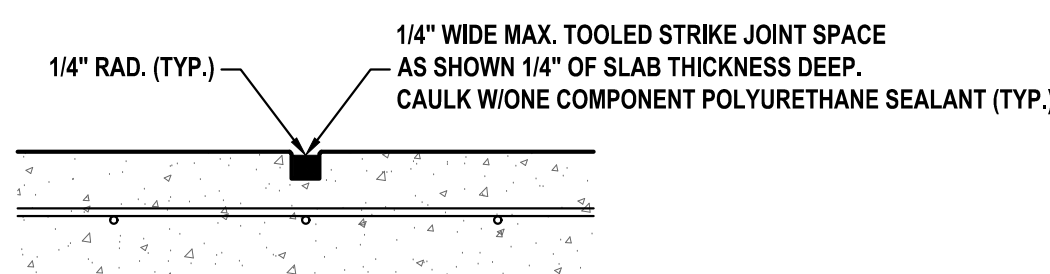 1/4" RAD. (TYP.)
1/4" WIDE MAX. TOOLED STRIKE JOINT SPACE
AS SHOWN 1/4" OF SLAB THICKNESS DEEP.
CAULK W/ONE COMPONENT POLYURETHANE SEALANT (TYP.)